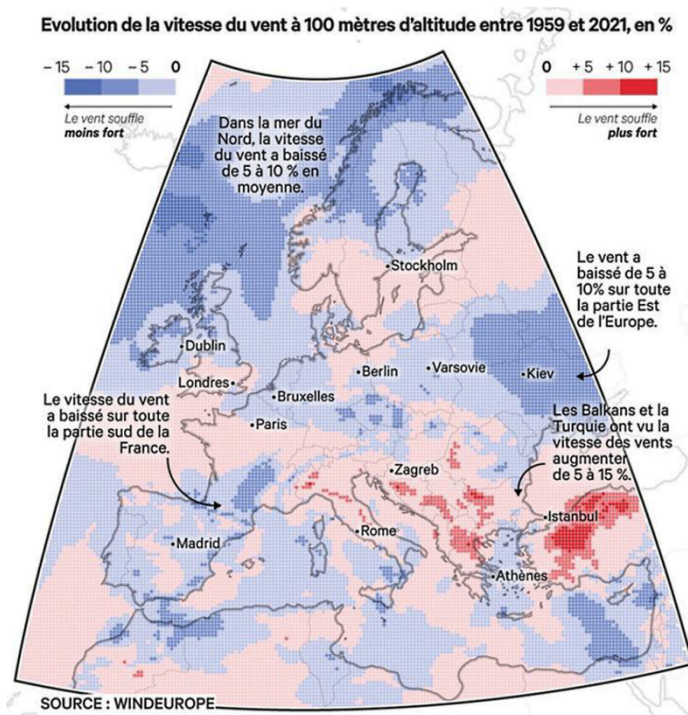 Evolution de la vitesse du vent à 100 mètres d'altitude entre 1959 et 2021, en %
– 15 – 10 – 5 0
Le vent souffle
moins fort
0 + 5 + 10 + 15
Le vent souffle
plus fort
Dans la mer du
Nord, la vitesse
du vent a baissé
de 5 à 10 % en
moyenne.
Stockholm
Le vent a
baissé de 5 à
10% sur toute
la partie Est
de l'Europe.
Dublin
Londres
Berlin
Varsovie
Kiev
Bruxelles
Paris
La vitesse du vent
a baissé sur toute
la partie sud de la
France.
Les Balkans et la
Turquie ont vu la
vitesse des vents
augmenter
de 5 à 15 %.
Zagreb
Istanbul
Rome
Madrid
Athènes
SOURCE : WINDEUROPE